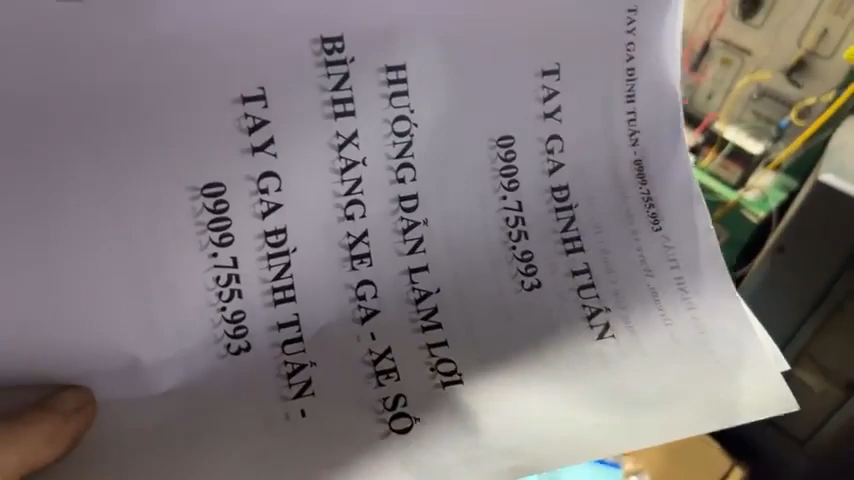 TAY GA ĐÌNH TUẤN - 0909.755.993
TAY GA ĐÌNH TUẤN
0909.755.993
HƯỚNG DẪN LÀM LỢI
BÌNH XĂNG XE GA - XE SỐ
TAY GA ĐÌNH TUẤN -
0909.755.993